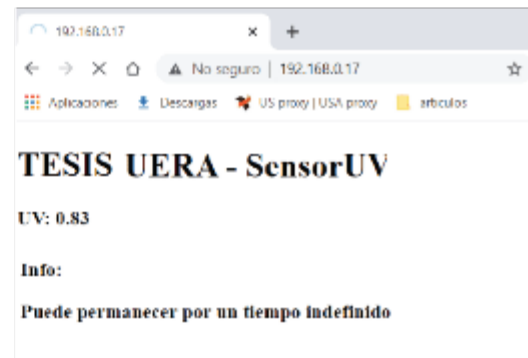 192.168.0.17
No seguro | 192.168.0.17
Aplicaciones Descargas US proxy | USA proxy articulos
TESIS UERA - SensorUV
UV: 0.83
Info:
Puede permanecer por un tiempo indefinido